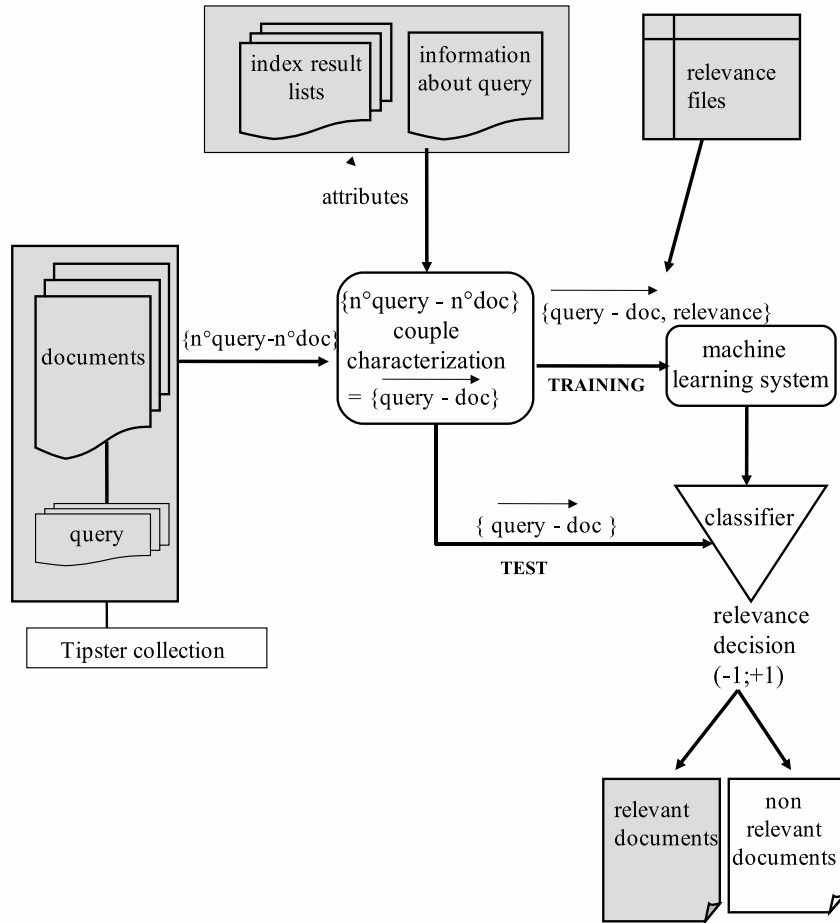 index result
lists
information
about query
relevance
files
attributes
documents
{n°query-n°doc}
{n°query - n°doc}
couple
characterization
= {query - doc}
{query - doc, relevance}
TRAINING
machine
learning system
query
{ query - doc }
TEST
classifier
Tipster collection
relevance
decision
(-1;+1)
relevant
documents
non
relevant
documents